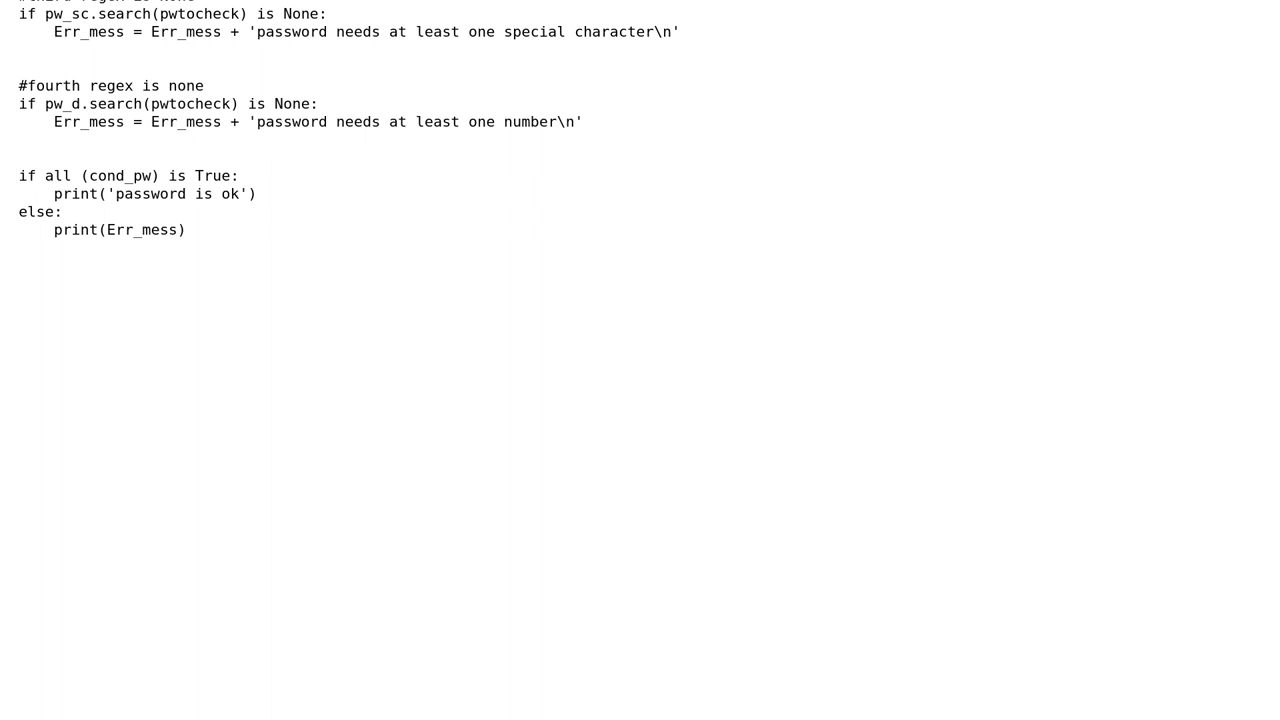 if pw_sc.search(pwtocheck) is None:
    Err_mess = Err_mess + 'password needs at least one special character\n'
#fourth regex is none
if pw_d.search(pwtocheck) is None:
    Err_mess = Err_mess + 'password needs at least one number\n'
if all (cond_pw) is True:
    print('password is ok')
else:
    print(Err_mess)